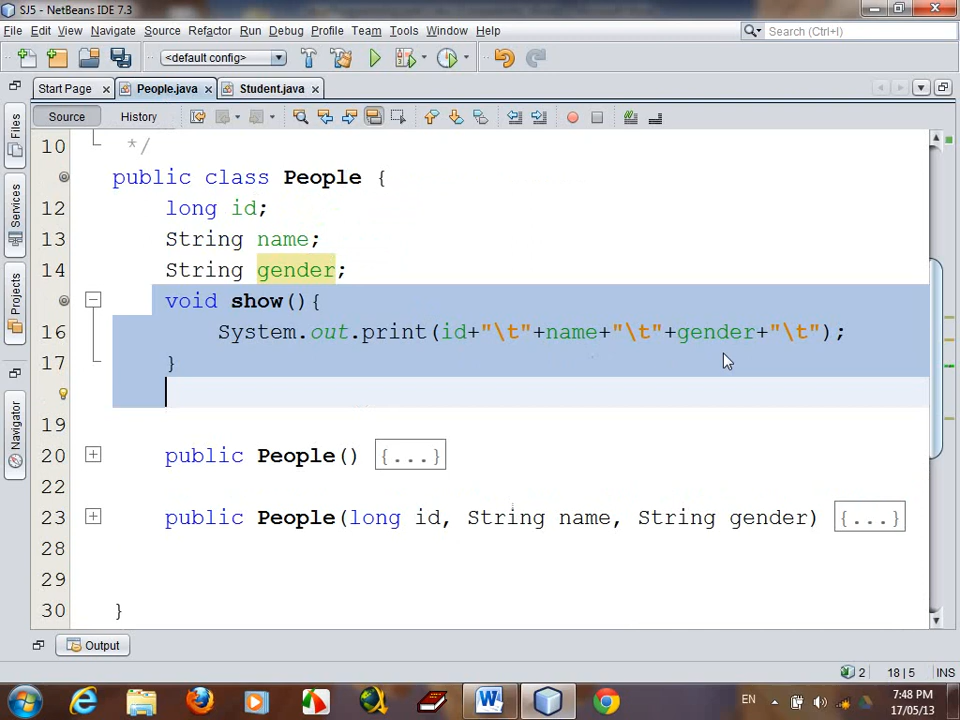 SJ5 - NetBeans IDE 7.3
File Edit View Navigate Source Refactor Run Debug Profile Team Tools Window Help
Search (Ctrl+I)
<default config>
Start Page People.java Student.java
Source History
Files
Services
Projects
Navigator
10 */
public class People {
12 long id;
13 String name;
14 String gender;
void show(){
16 System.out.print(id+"\t"+name+"\t"+gender+"\t");
17 }
19
20 public People() {...}
22
23 public People(long id, String name, String gender) {...}
28
29
30 }
Output
2 18|5 INS
EN 7:48 PM
17/05/13